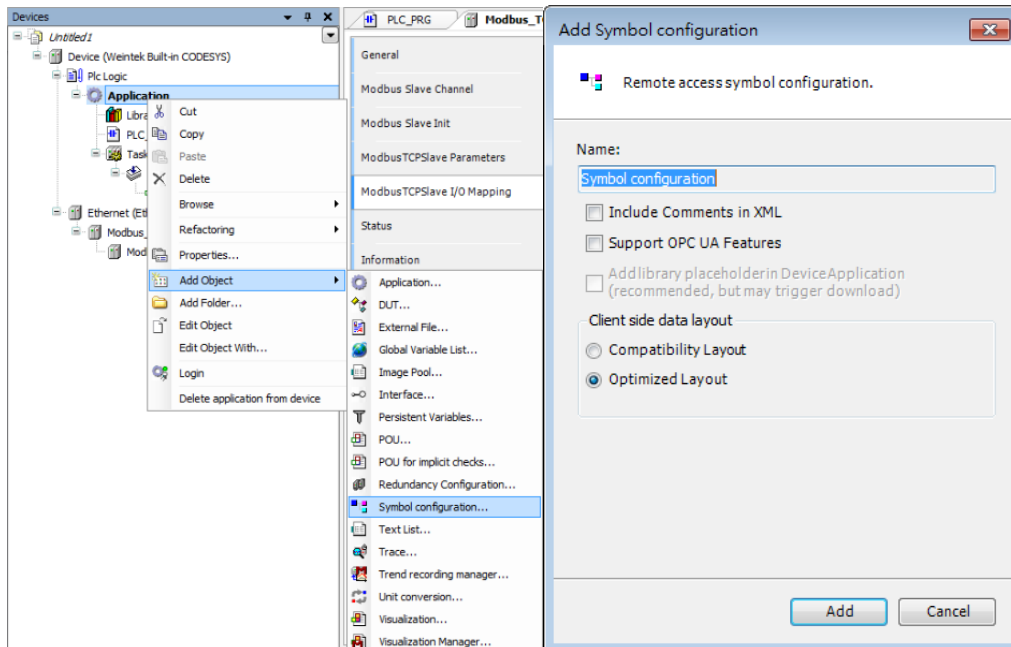 Devices
Untitled1
Device (Weintek Built-in CODESYS)
Plc Logic
Application
Libra
PLC_
Task
Ethernet (Eth
Modbus_
Mod
Cut
Copy
Paste
Delete
Browse
Refactoring
Properties...
Add Object
Add Folder...
Edit Object
Edit Object With...
Login
Delete application from device
PLC_PRG
Modbus_T
General
Modbus Slave Channel
Modbus Slave Init
ModbusTCPSlave Parameters
ModbusTCPSlave I/O Mapping
Status
Information
Application...
DUT...
External File...
Global Variable List...
Image Pool...
Interface...
Persistent Variables...
POU...
POU for implicit checks...
Redundancy Configuration...
Symbol configuration...
Text List...
Trace...
Trend recording manager...
Unit conversion...
Visualization...
Visualization Manager...
Add Symbol configuration
Remote access symbol configuration.
Name:
Symbol configuration
Include Comments in XML
Support OPC UA Features
Add library placeholder in DeviceApplication
(recommended, but may trigger download)
Client side data layout
Compatibility Layout
Optimized Layout
Add
Cancel